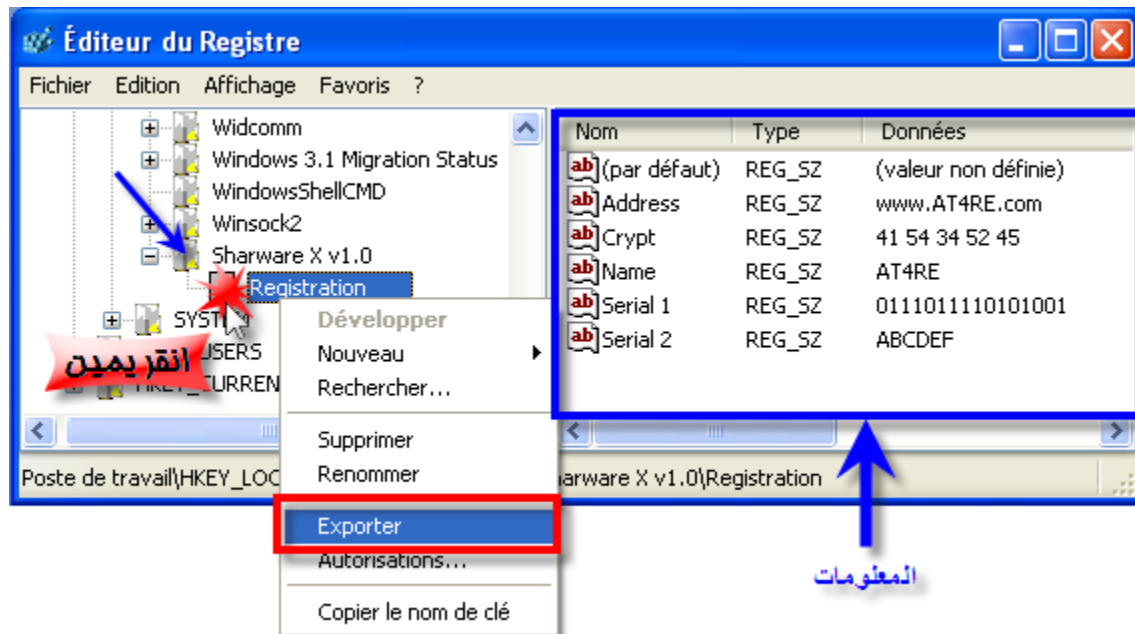 Éditeur du Registre
Fichier Edition Affichage Favoris ?
Widcomm
Windows 3.1 Migration Status
WindowsShellCMD
Winsock2
Sharware X v1.0
Registration
انقر يمين
Développer
Nouveau
Rechercher...
Supprimer
Renommer
Exporter
Autorisations...
Copier le nom de clé
Nom Type Données
(par défaut) REG_SZ (valeur non définie)
Address REG_SZ www.AT4RE.com
Crypt REG_SZ 41 54 34 52 45
Name REG_SZ AT4RE
Serial 1 REG_SZ 0111011110101001
Serial 2 REG_SZ ABCDEF
Poste de travail\HKEY_LOC arware X v1.0\Registration
المعلومات